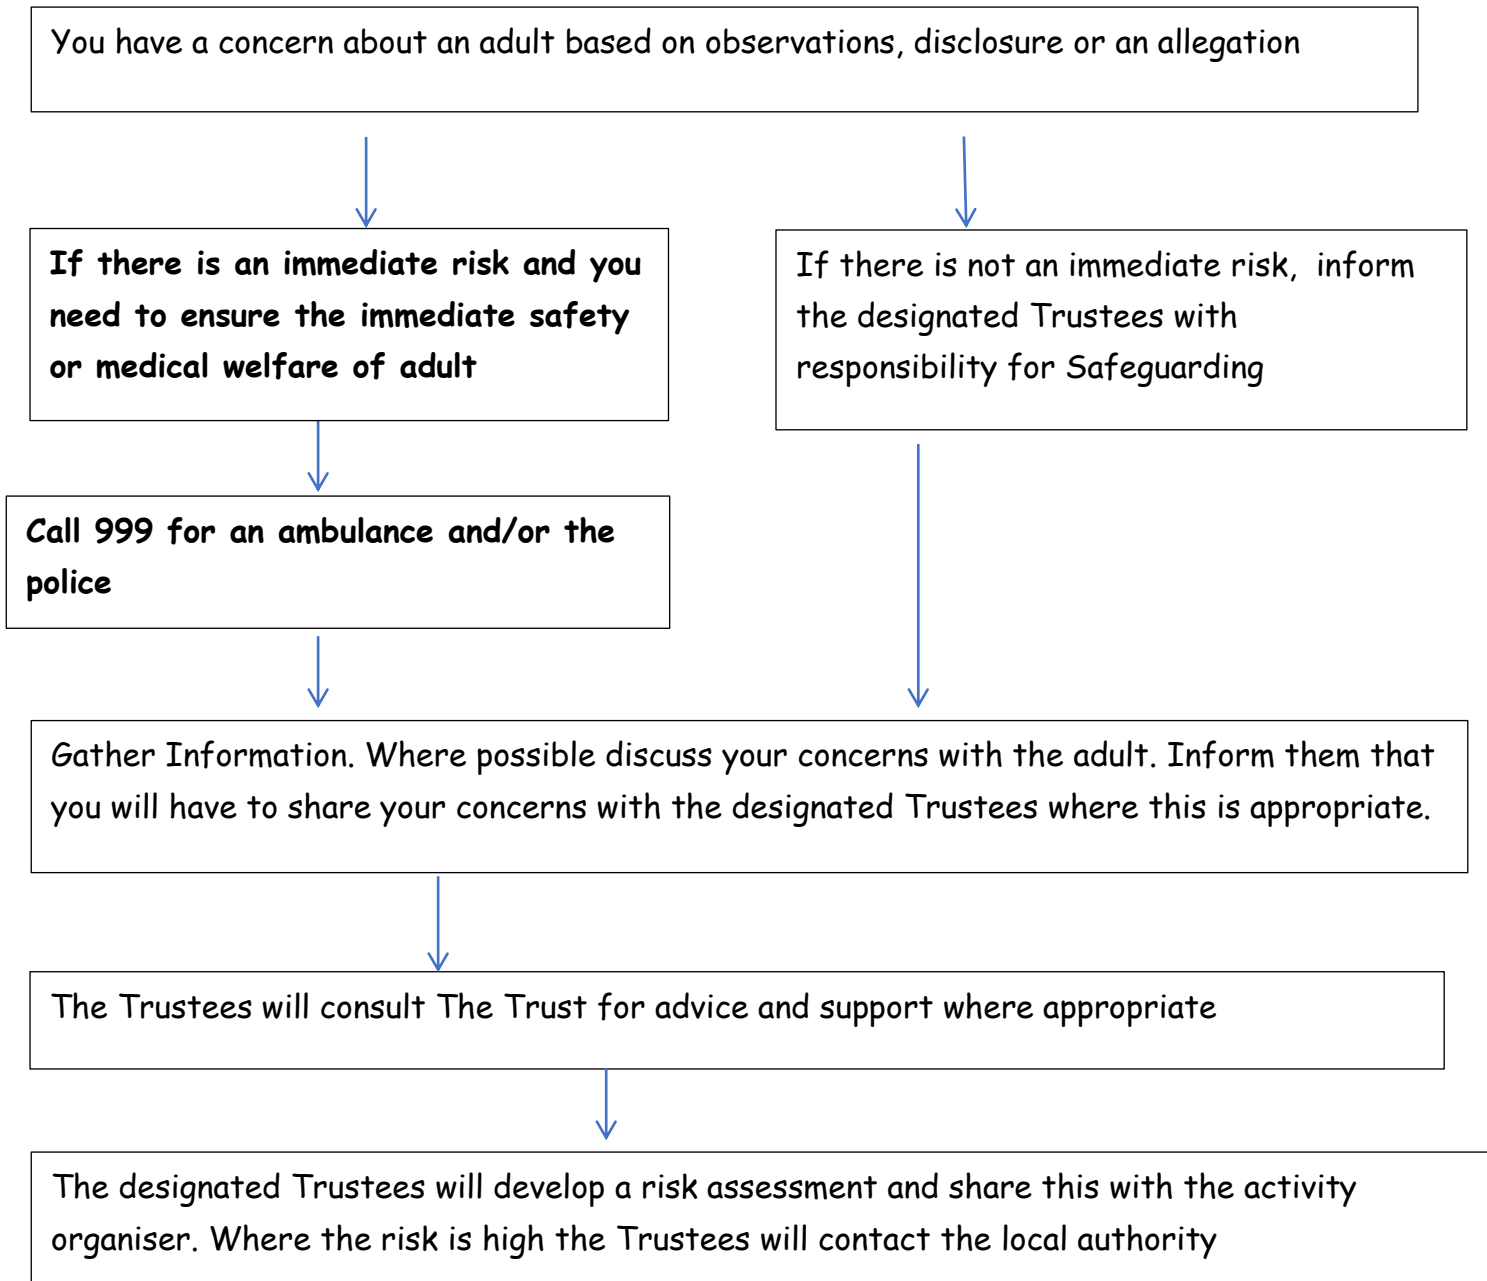 You have a concern about an adult based on observations, disclosure or an allegation
If there is an immediate risk and you
need to ensure the immediate safety
or medical welfare of adult
If there is not an immediate risk,  inform
the designated Trustees with
responsibility for Safeguarding
Call 999 for an ambulance and/or the
police
Gather Information. Where possible discuss your concerns with the adult. Inform them that
you will have to share your concerns with the designated Trustees where this is appropriate.
The Trustees will consult The Trust for advice and support where appropriate
The designated Trustees will develop a risk assessment and share this with the activity
organiser. Where the risk is high the Trustees will contact the local authority